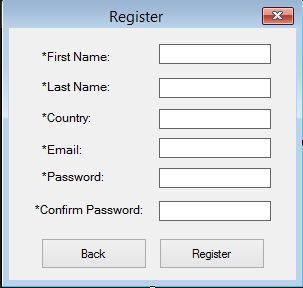 Register
*First Name:
*Last Name:
*Country:
*Email:
*Password:
*Confirm Password:
Back Register